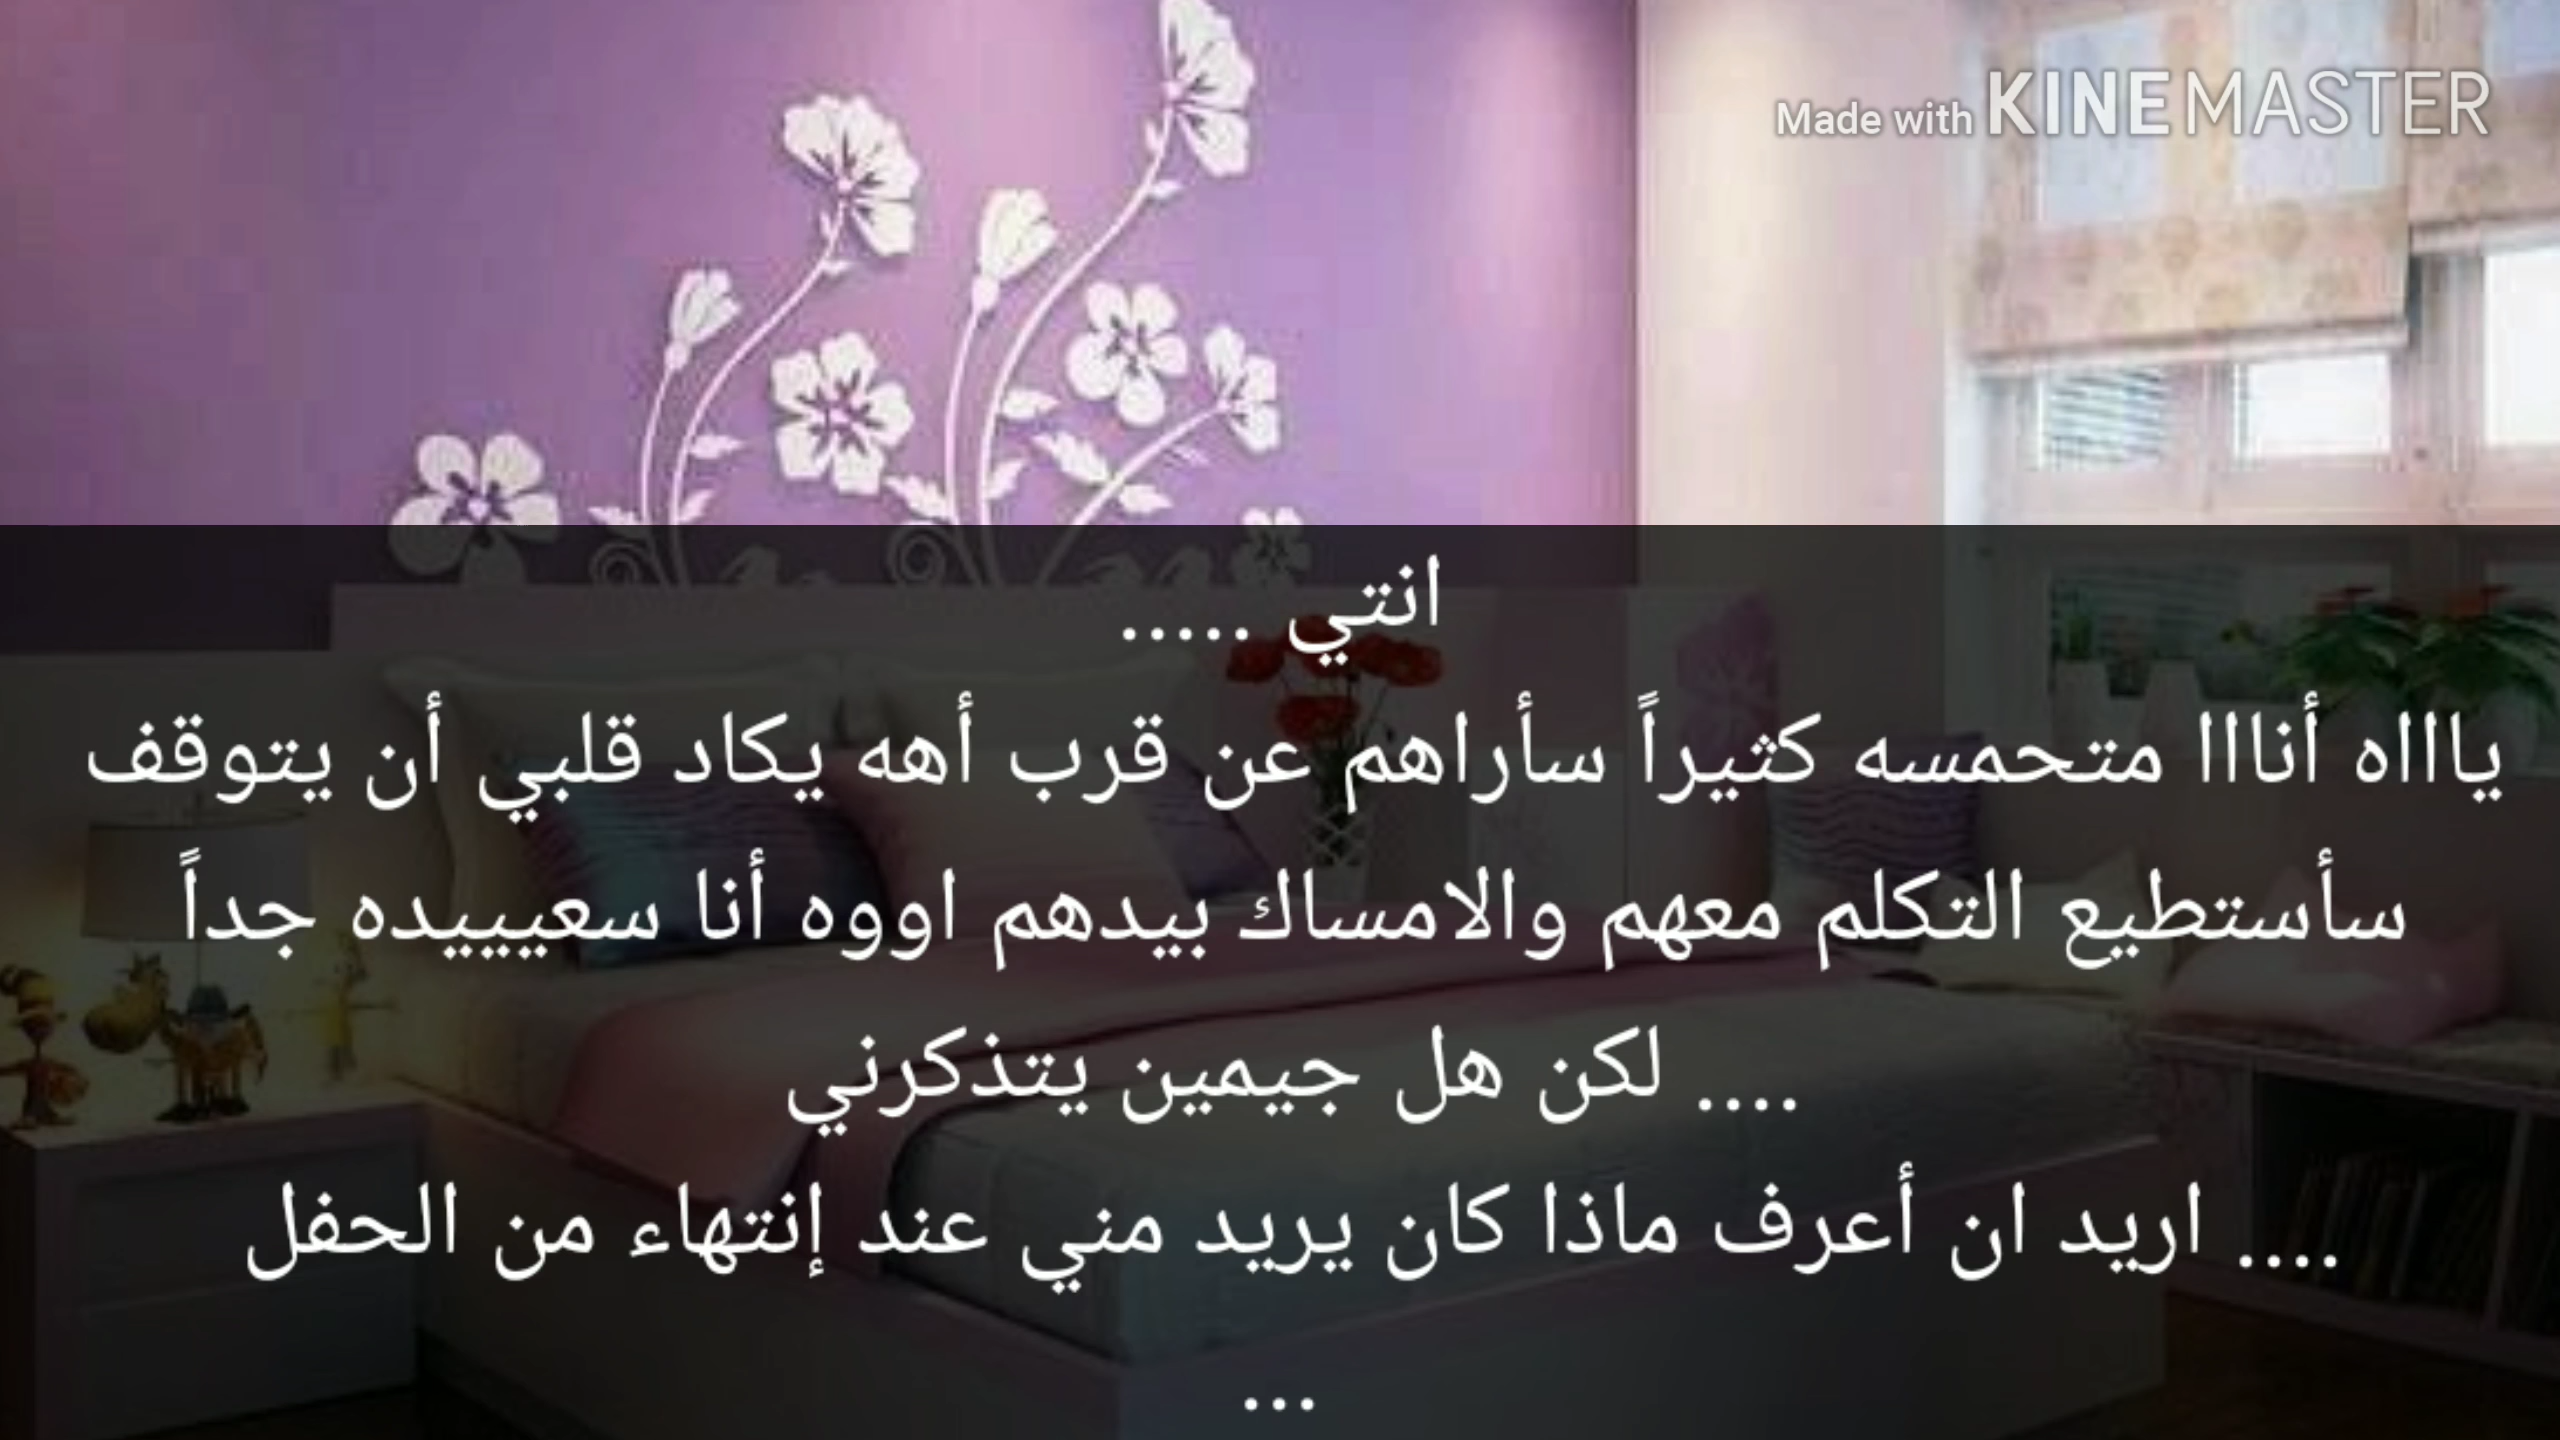 Made with KINEMASTER
انتي .....
ياااه أنااا متحمسه كثيراً سأراهم عن قرب أهه يكاد قلبي أن يتوقف
سأستطيع التكلم معهم والامساك بيدهم اووه أنا سعيييده جداً
.... لكن هل جيمين يتذكرني
.... اريد ان أعرف ماذا كان يريد مني عند إنتهاء من الحفل
...